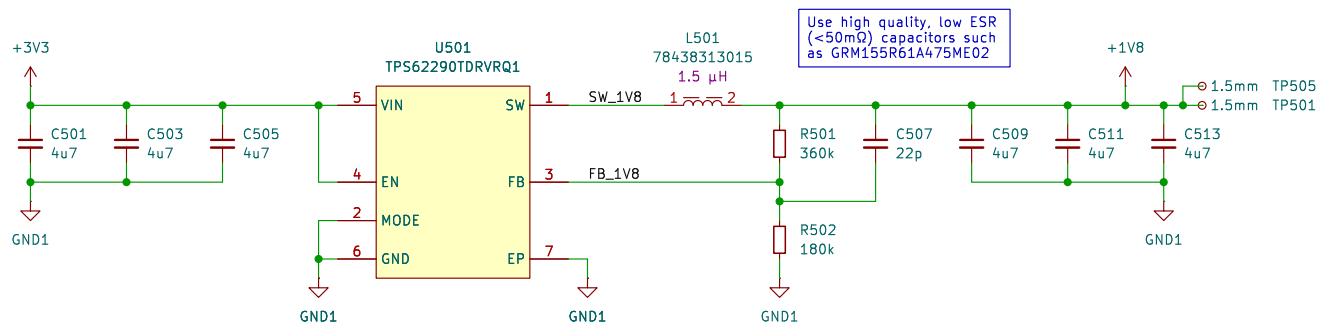 Use high quality, low ESR
(<50mΩ) capacitors such
as GRM155R61A475ME02
+3V3
U501
TPS62290TDRVRQ1
L501
78438313015
1.5 µH
+1V8
5 VIN
SW 1
SW_1V8
1 2
1.5mm TP505
1.5mm TP501
C501
4u7
C503
4u7
C505
4u7
R501
360k
C507
22p
C509
4u7
C511
4u7
C513
4u7
4 EN
FB 3
FB_1V8
2 MODE
6 GND
EP 7
R502
180k
GND1
GND1
GND1
GND1
GND1